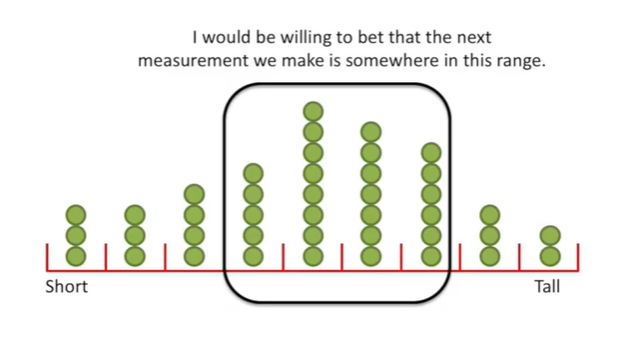 I would be willing to bet that the next
measurement we make is somewhere in this range.
Short
Tall